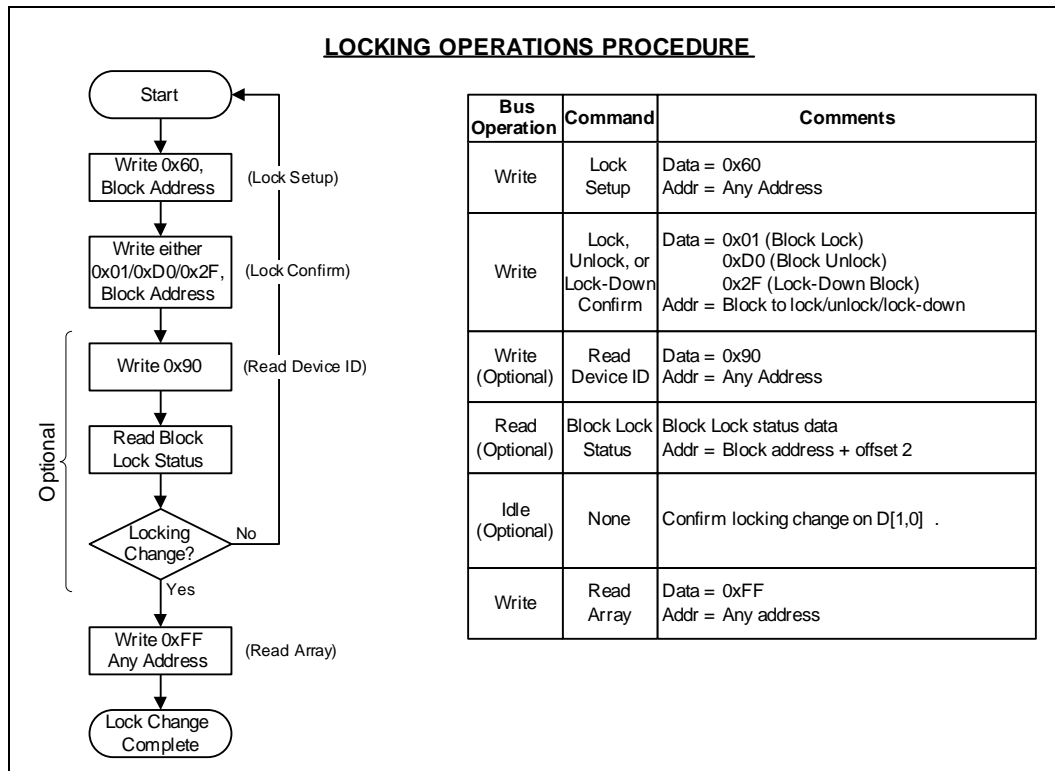 LOCKING OPERATIONS PROCEDURE
Start
Write 0x60,
Block Address
(Lock Setup)
Write either
0x01/0xD0/0x2F,
Block Address
(Lock Confirm)
Optional
Write 0x90
(Read Device ID)
Read Block
Lock Status
Locking
Change?
No
Yes
Write 0xFF
Any Address
(Read Array)
Lock Change
Complete
Bus
Operation
Command
Comments
Write
Lock
Setup
Data = 0x60
Addr = Any Address
Write
Lock,
Unlock, or
Lock-Down
Confirm
Data = 0x01 (Block Lock)
0xD0 (Block Unlock)
0x2F (Lock-Down Block)
Addr = Block to lock/unlock/lock-down
Write
(Optional)
Read
Device ID
Data = 0x90
Addr = Any Address
Read
(Optional)
Block Lock
Status
Block Lock status data
Addr = Block address + offset 2
Idle
(Optional)
None
Confirm locking change on D[1,0] .
Write
Read
Array
Data = 0xFF
Addr = Any address